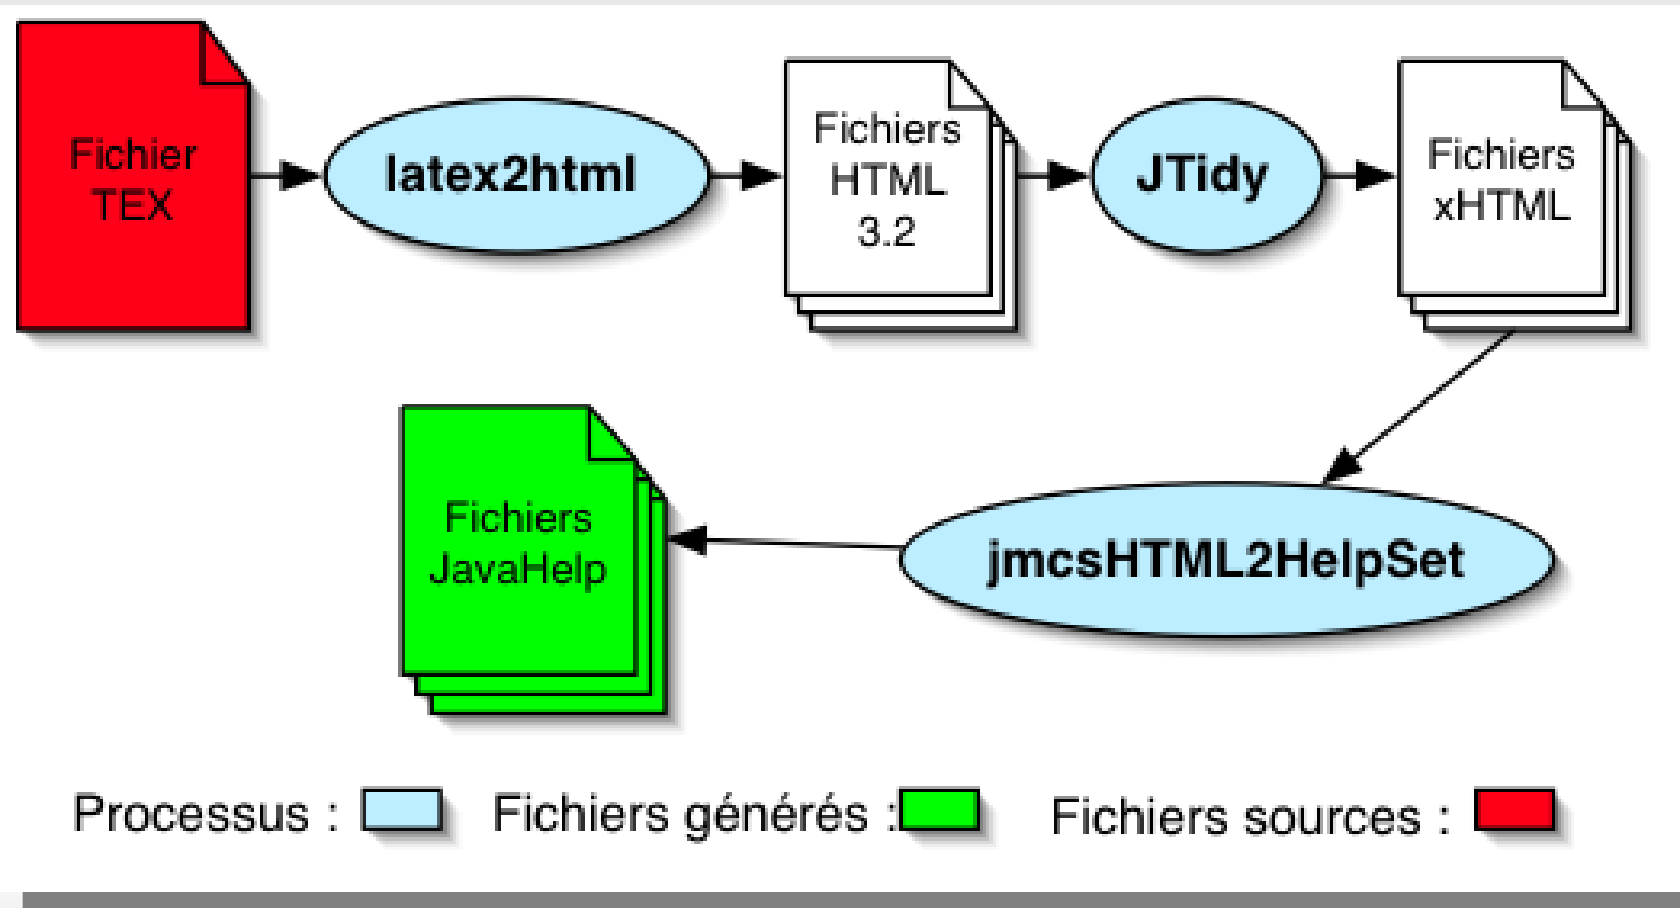 Fichier
TEX
latex2html
Fichiers
HTML
3.2
JTidy
Fichiers
xHTML
Fichiers
JavaHelp
jmcsHTML2HelpSet
Processus :
Fichiers générés :
Fichiers sources :